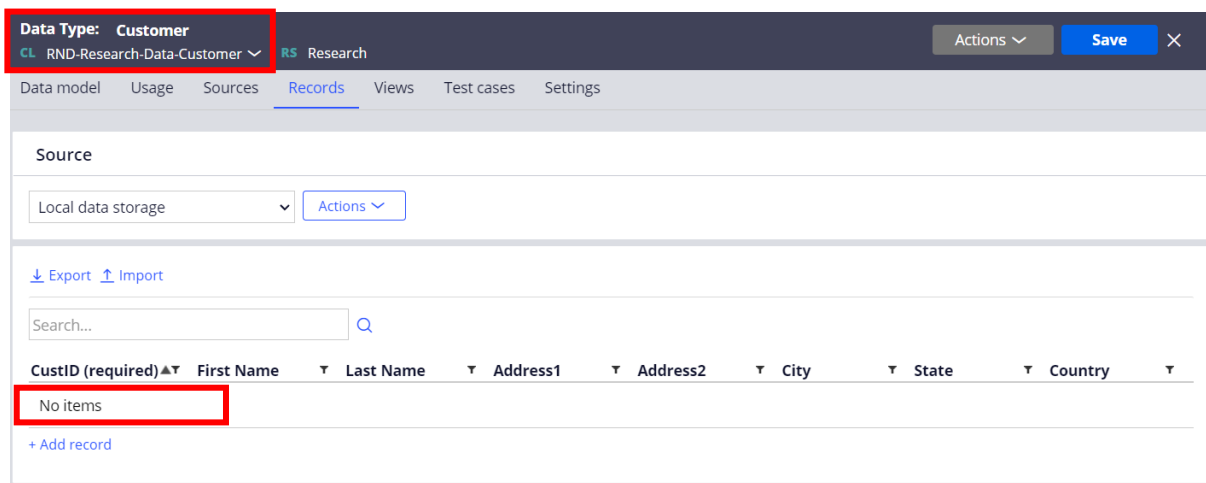 Data Type: Customer
CL RND-Research-Data-Customer RS Research
Actions Save
Data model Usage Sources Records Views Test cases Settings
Source
Local data storage Actions
Export Import
Search...
CustID (required) First Name Last Name Address1 Address2 City State Country
No items
+ Add record